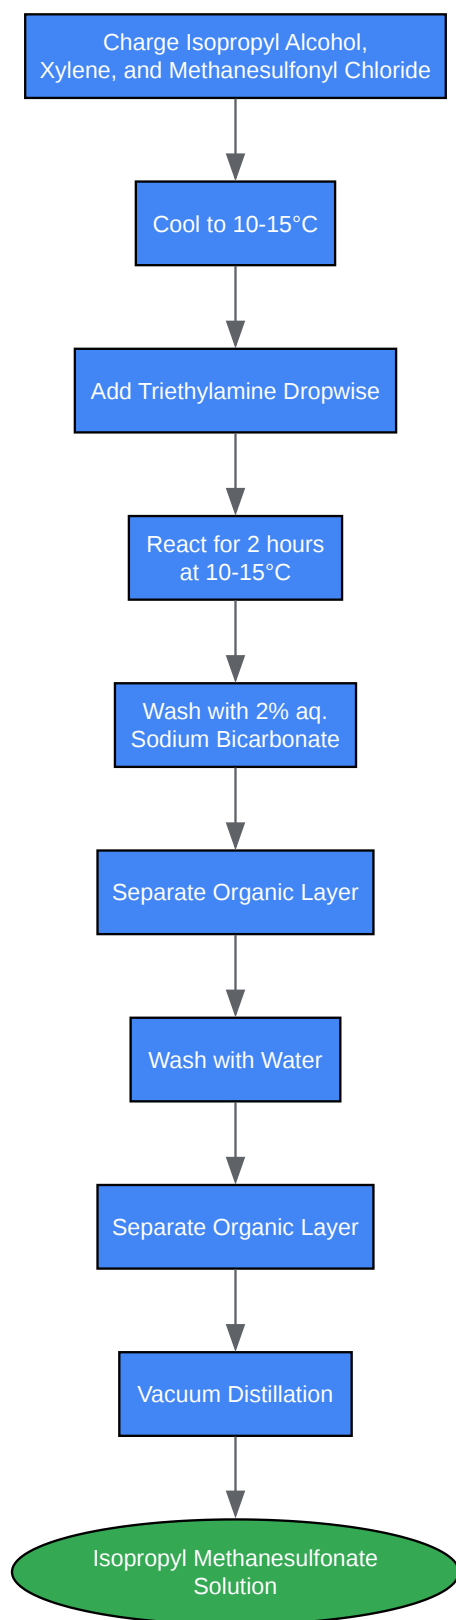 Charge Isopropyl Alcohol,
Xylene, and Methanesulfonyl Chloride
Cool to 10-15°C
Add Triethylamine Dropwise
React for 2 hours
at 10-15°C
Wash with 2% aq.
Sodium Bicarbonate
Separate Organic Layer
Wash with Water
Separate Organic Layer
Vacuum Distillation
Isopropyl Methanesulfonate
Solution